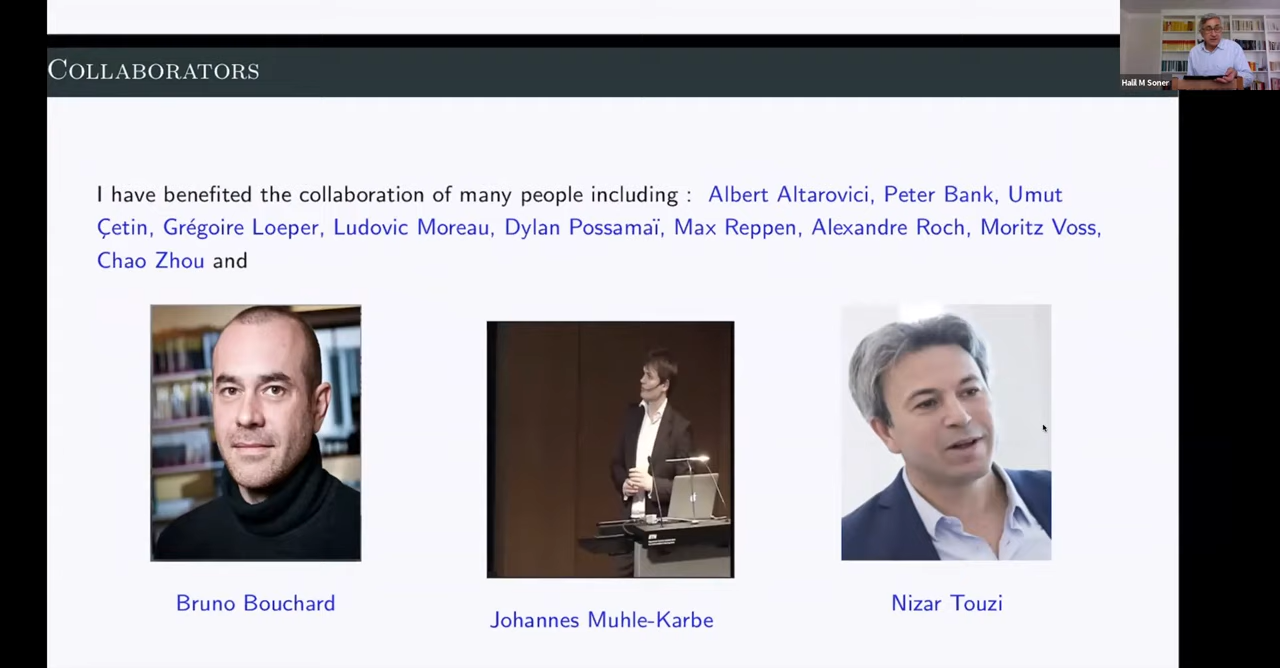 COLLABORATORS
Halil M Soner
I have benefited the collaboration of many people including : Albert Altarovici, Peter Bank, Umut
Çetin, Grégoire Loeper, Ludovic Moreau, Dylan Possamaï, Max Reppen, Alexandre Roch, Moritz Voss,
Chao Zhou and
Bruno Bouchard
Johannes Muhle-Karbe
Nizar Touzi